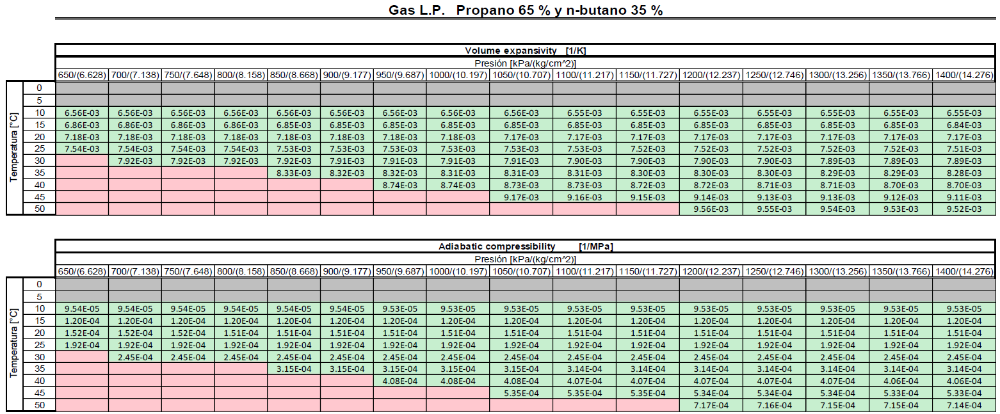 Gas L.P. Propano 65 % y n-butano 35 %
Volume expansivity [1/K]
Presión [kPa/(kg/cm^2)]
650/(6.628) 700/(7.138) 750/(7.648) 800/(8.158) 850/(8.668) 900/(9.177) 950/(9.687) 1000/(10.197) 1050/(10.707) 1100/(11.217) 1150/(11.727) 1200/(12.237) 1250/(12.746) 1300/(13.256) 1350/(13.766) 1400/(14.276)
Temperatura [°C]
0
5
10 6.56E-03 6.56E-03 6.56E-03 6.56E-03 6.56E-03 6.56E-03 6.56E-03 6.56E-03 6.56E-03 6.55E-03 6.55E-03 6.55E-03 6.55E-03 6.55E-03 6.55E-03 6.55E-03
15 6.86E-03 6.86E-03 6.86E-03 6.86E-03 6.85E-03 6.85E-03 6.85E-03 6.85E-03 6.85E-03 6.85E-03 6.85E-03 6.85E-03 6.85E-03 6.85E-03 6.85E-03 6.84E-03
20 7.18E-03 7.18E-03 7.18E-03 7.18E-03 7.18E-03 7.18E-03 7.18E-03 7.18E-03 7.17E-03 7.17E-03 7.17E-03 7.17E-03 7.17E-03 7.17E-03 7.17E-03 7.17E-03
25 7.54E-03 7.54E-03 7.54E-03 7.54E-03 7.53E-03 7.53E-03 7.53E-03 7.53E-03 7.53E-03 7.53E-03 7.52E-03 7.52E-03 7.52E-03 7.52E-03 7.52E-03 7.51E-03
30 7.92E-03 7.92E-03 7.92E-03 7.92E-03 7.91E-03 7.91E-03 7.91E-03 7.91E-03 7.90E-03 7.90E-03 7.90E-03 7.90E-03 7.89E-03 7.89E-03 7.89E-03
35 8.33E-03 8.32E-03 8.32E-03 8.31E-03 8.31E-03 8.31E-03 8.30E-03 8.30E-03 8.30E-03 8.29E-03 8.29E-03 8.28E-03
40 8.74E-03 8.74E-03 8.73E-03 8.73E-03 8.72E-03 8.72E-03 8.71E-03 8.71E-03 8.70E-03 8.70E-03
45 9.17E-03 9.16E-03 9.15E-03 9.14E-03 9.13E-03 9.13E-03 9.12E-03 9.11E-03
50 9.56E-03 9.55E-03 9.54E-03 9.53E-03 9.52E-03
Adiabatic compressibility [1/MPa]
Presión [kPa/(kg/cm^2)]
650/(6.628) 700/(7.138) 750/(7.648) 800/(8.158) 850/(8.668) 900/(9.177) 950/(9.687) 1000/(10.197) 1050/(10.707) 1100/(11.217) 1150/(11.727) 1200/(12.237) 1250/(12.746) 1300/(13.256) 1350/(13.766) 1400/(14.276)
Temperatura [°C]
0
5
10 9.54E-05 9.54E-05 9.54E-05 9.54E-05 9.54E-05 9.54E-05 9.53E-05 9.53E-05 9.53E-05 9.53E-05 9.53E-05 9.53E-05 9.53E-05 9.53E-05 9.53E-05 9.53E-05
15 1.20E-04 1.20E-04 1.20E-04 1.20E-04 1.20E-04 1.20E-04 1.20E-04 1.20E-04 1.20E-04 1.20E-04 1.20E-04 1.20E-04 1.20E-04 1.20E-04 1.20E-04 1.20E-04
20 1.52E-04 1.52E-04 1.52E-04 1.51E-04 1.51E-04 1.51E-04 1.51E-04 1.51E-04 1.51E-04 1.51E-04 1.51E-04 1.51E-04 1.51E-04 1.51E-04 1.51E-04 1.51E-04
25 1.92E-04 1.92E-04 1.92E-04 1.92E-04 1.92E-04 1.92E-04 1.92E-04 1.92E-04 1.92E-04 1.92E-04 1.92E-04 1.92E-04 1.92E-04 1.92E-04 1.92E-04 1.92E-04
30 2.45E-04 2.45E-04 2.45E-04 2.45E-04 2.45E-04 2.45E-04 2.45E-04 2.45E-04 2.45E-04 2.45E-04 2.45E-04 2.45E-04 2.45E-04 2.45E-04 2.45E-04
35 3.15E-04 3.15E-04 3.15E-04 3.15E-04 3.15E-04 3.14E-04 3.14E-04 3.14E-04 3.14E-04 3.14E-04 3.14E-04 3.14E-04
40 4.08E-04 4.08E-04 4.08E-04 4.07E-04 4.07E-04 4.07E-04 4.07E-04 4.07E-04 4.06E-04 4.06E-04
45 5.35E-04 5.35E-04 5.35E-04 5.34E-04 5.34E-04 5.34E-04 5.33E-04 5.33E-04
50 7.17E-04 7.16E-04 7.15E-04 7.15E-04 7.14E-04